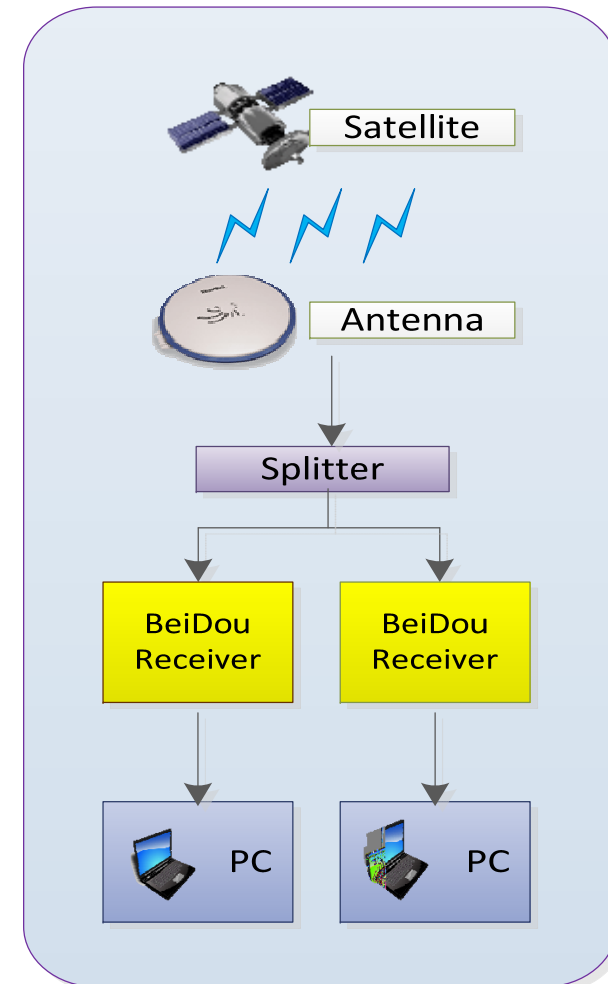 Satellite
Antenna
Splitter
BeiDou
Receiver
BeiDou
Receiver
PC
PC